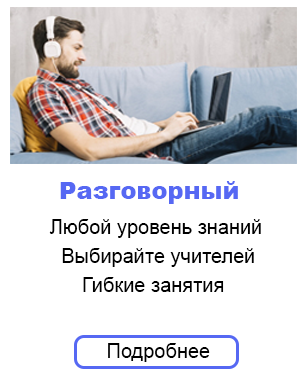 Разговорный
Любой уровень знаний
Выбирайте учителей
Гибкие занятия
Подробнее